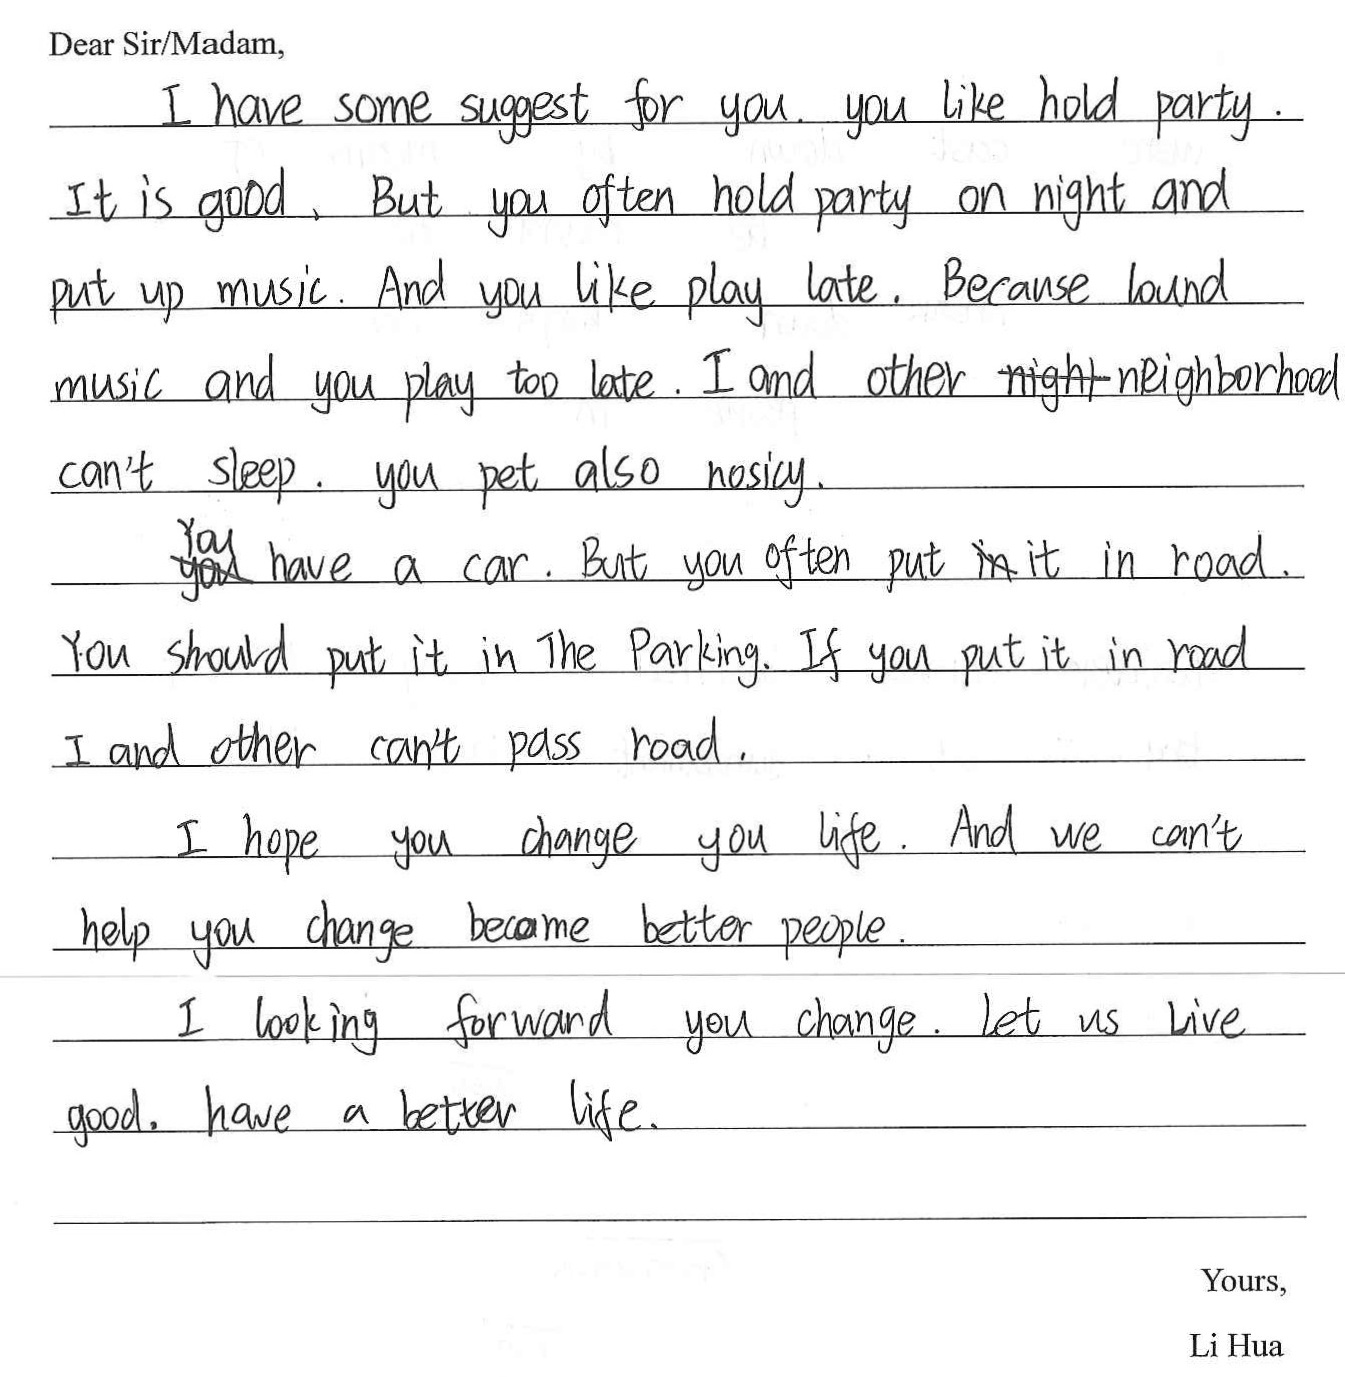 Dear Sir/Madam,
I have some suggest for you. you like hold party.
It is good. But you often hold party on night and
put up music. And you like play late. Because lound
music and you play too late. I and other night neighborhood
can't sleep. you pet also nosicy.
You
you have a car. But you often put in it in road.
You should put it in The Parking. If you put it in road
I and other can't pass road.
I hope you change you life. And we can't
help you change become better people.
I looking forward you change. Let us Live
good. have a better life.
Yours,
Li Hua